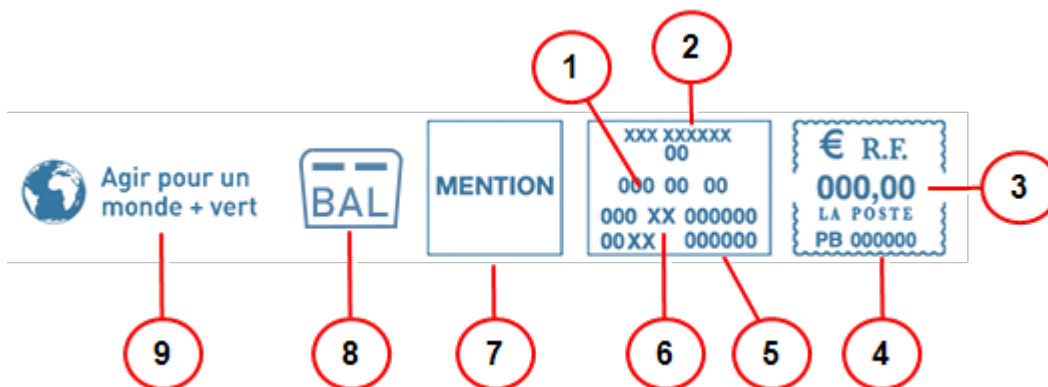 1
2
3
4
5
6
7
8
9
Agir pour un
monde + vert
BAL
MENTION
XXX XXXXXX
00
000 00 00
000 XX 000000
00XX 000000
€ R.F.
000,00
LA POSTE
PB 000000